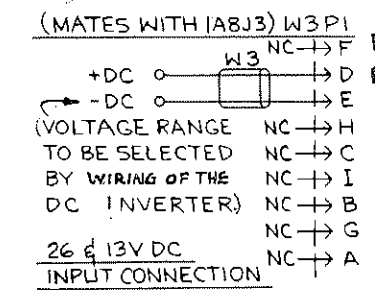 (MATES WITH 1A8J3) W3P1
NC F
W3
+DC D
-DC E
(VOLTAGE RANGE NC H
TO BE SELECTED NC C
BY WIRING OF THE NC I
DC INVERTER) NC B
NC G
26 & 13V DC NC A
INPUT CONNECTION